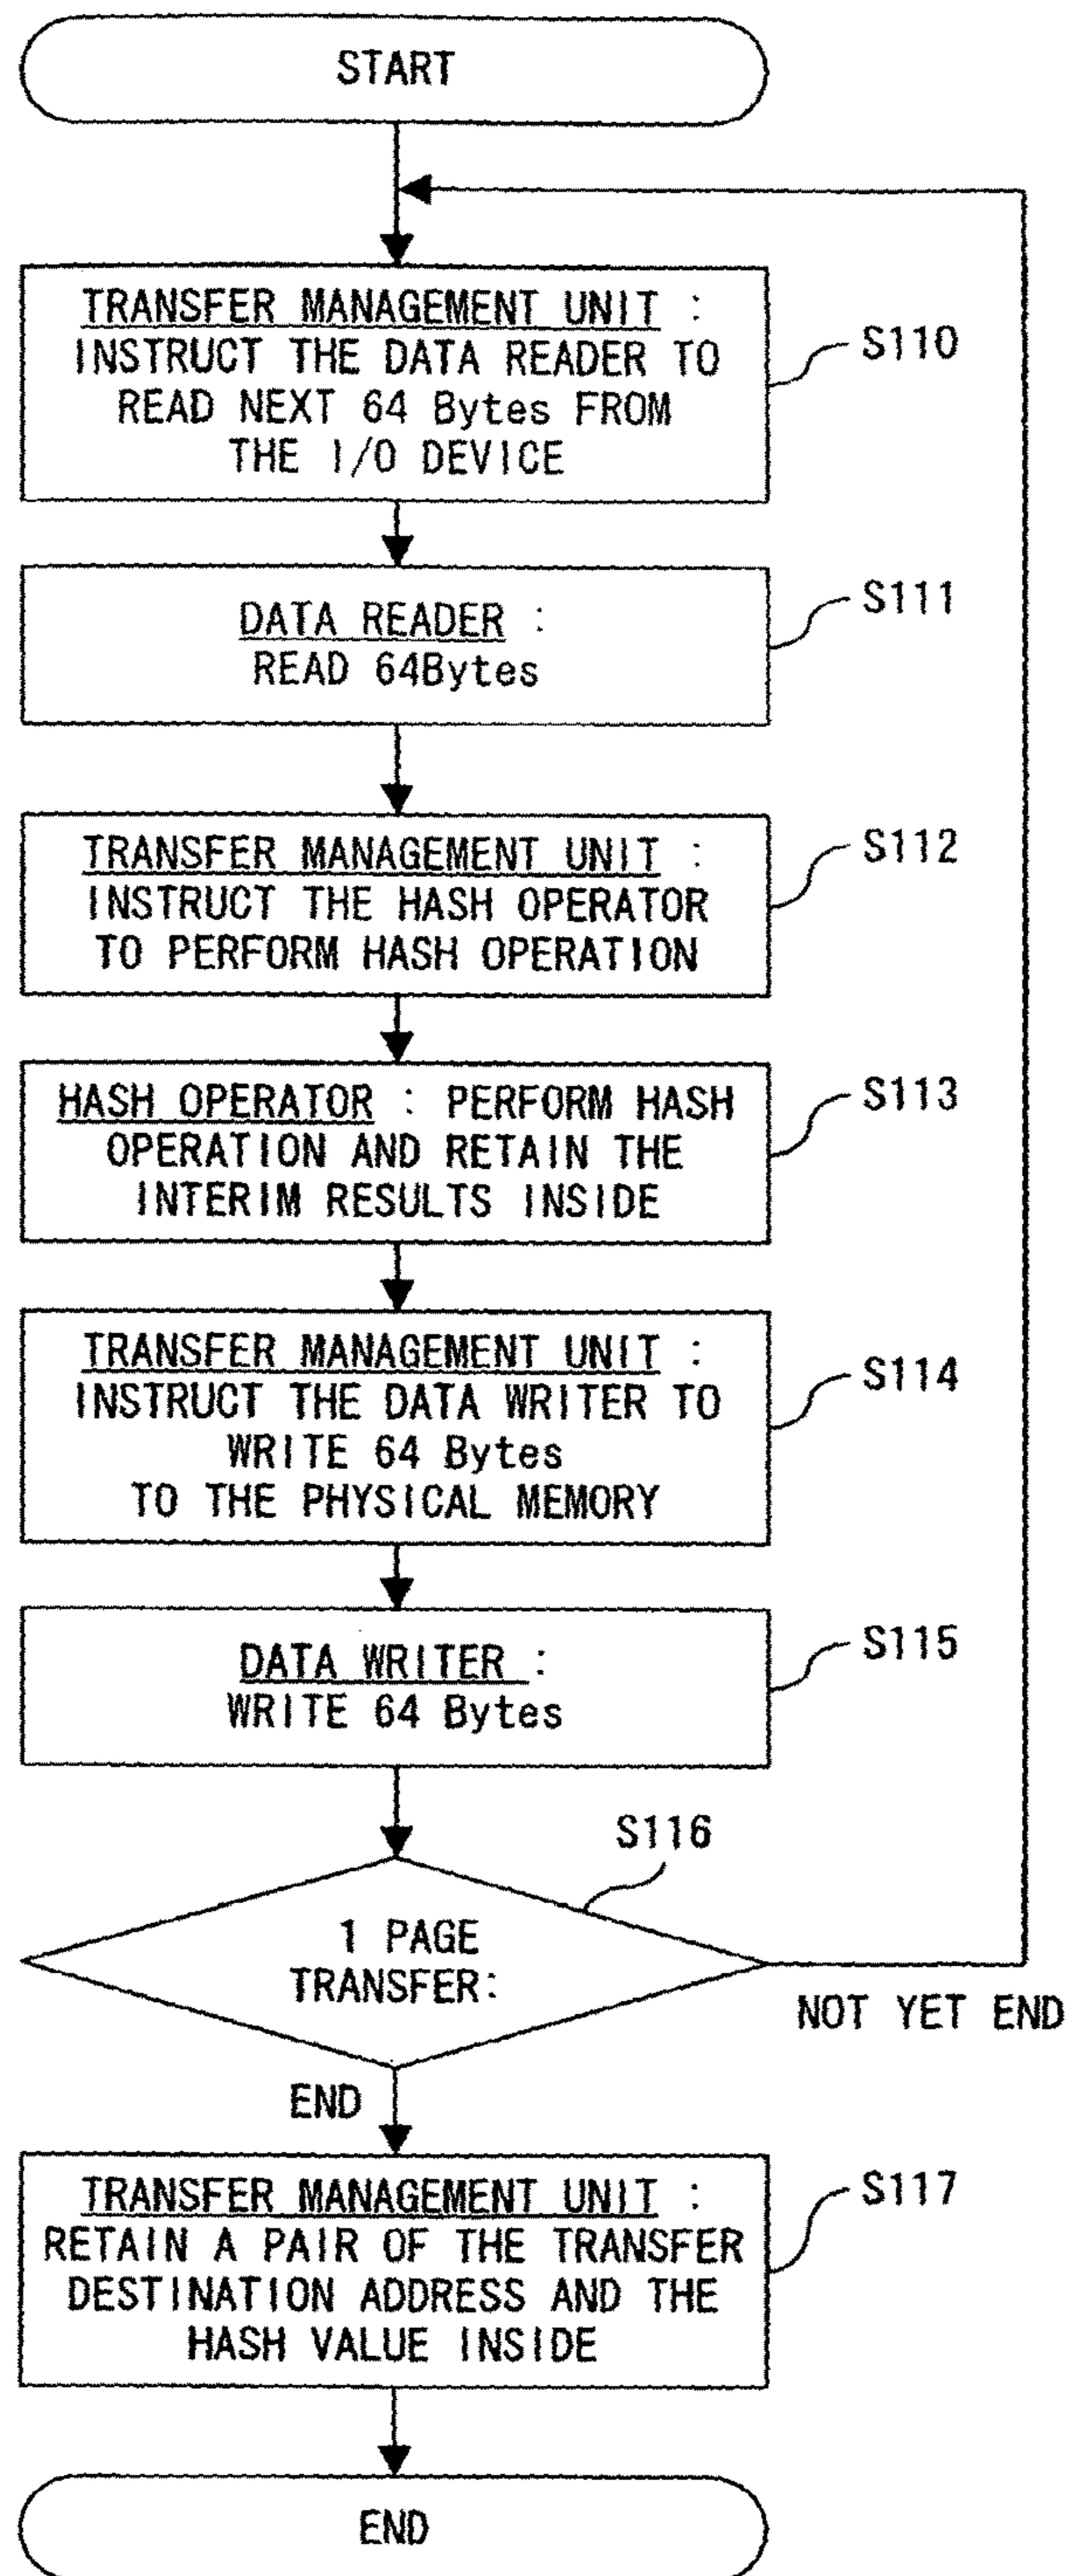 START
TRANSFER MANAGEMENT UNIT :
INSTRUCT THE DATA READER TO
READ NEXT 64 Bytes FROM
THE I/O DEVICE
S110
DATA READER :
READ 64Bytes
S111
TRANSFER MANAGEMENT UNIT :
INSTRUCT THE HASH OPERATOR
TO PERFORM HASH OPERATION
S112
HASH OPERATOR : PERFORM HASH
OPERATION AND RETAIN THE
INTERIM RESULTS INSIDE
S113
TRANSFER MANAGEMENT UNIT :
INSTRUCT THE DATA WRITER TO
WRITE 64 Bytes
TO THE PHYSICAL MEMORY
S114
DATA WRITER :
WRITE 64 Bytes
S115
S116
1 PAGE
TRANSFER:
NOT YET END
END
TRANSFER MANAGEMENT UNIT :
RETAIN A PAIR OF THE TRANSFER
DESTINATION ADDRESS AND THE
HASH VALUE INSIDE
S117
END